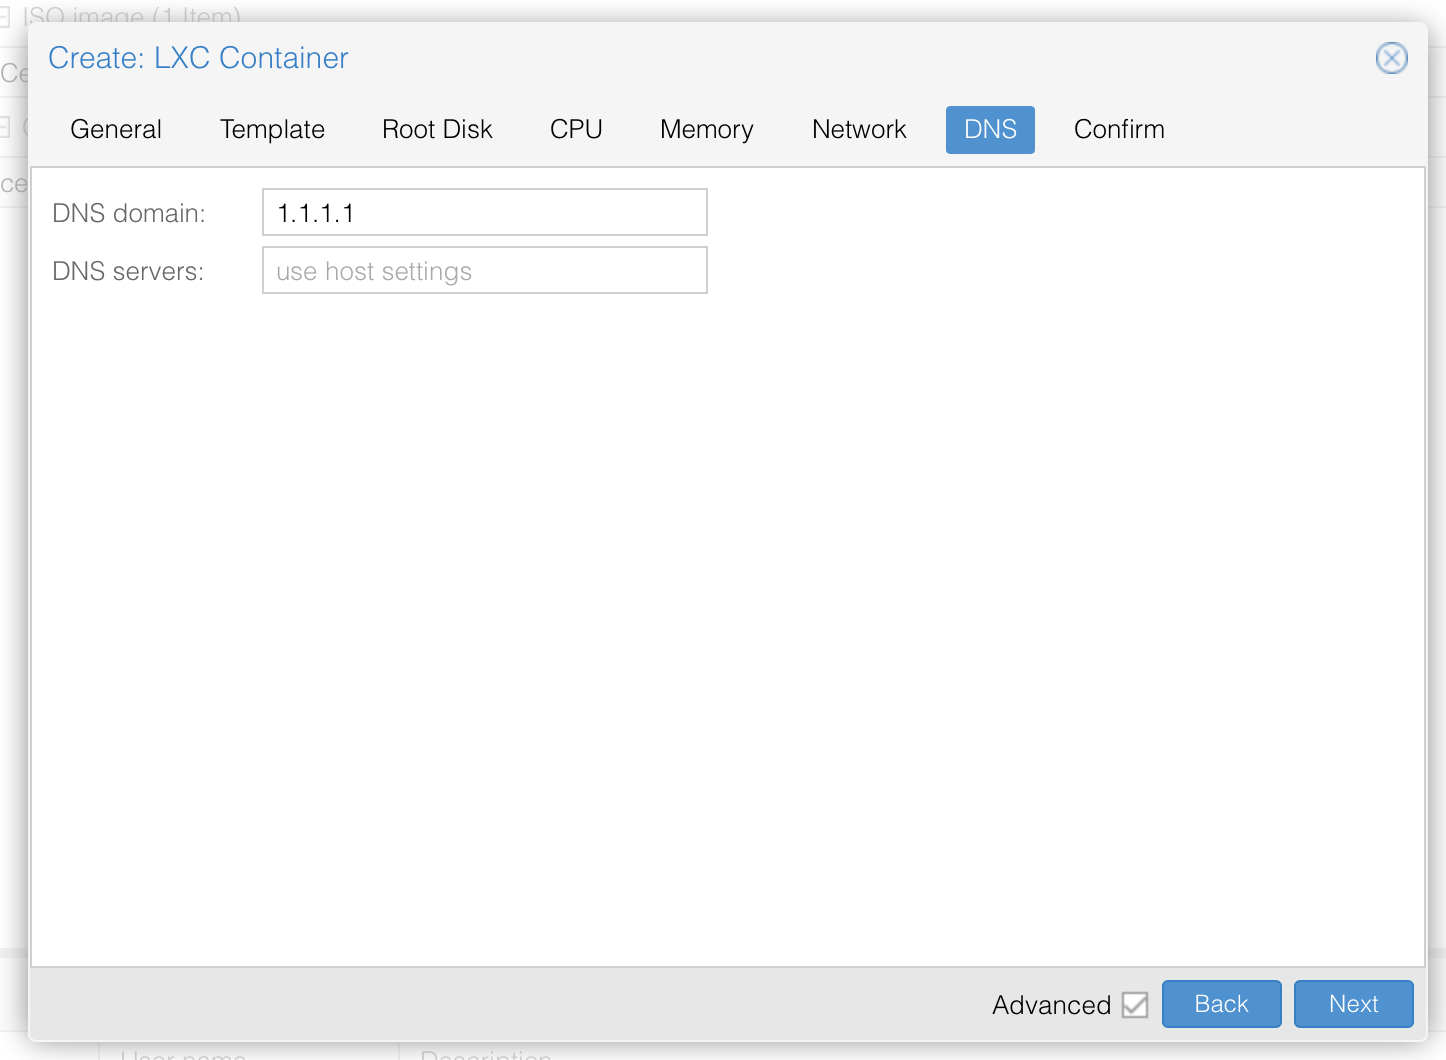 ISO image (1 Item)
Create: LXC Container
Ce
General Template Root Disk CPU Memory Network DNS Confirm
ce
DNS domain: 1.1.1.1
DNS servers: use host settings
Advanced Back Next
User name Description